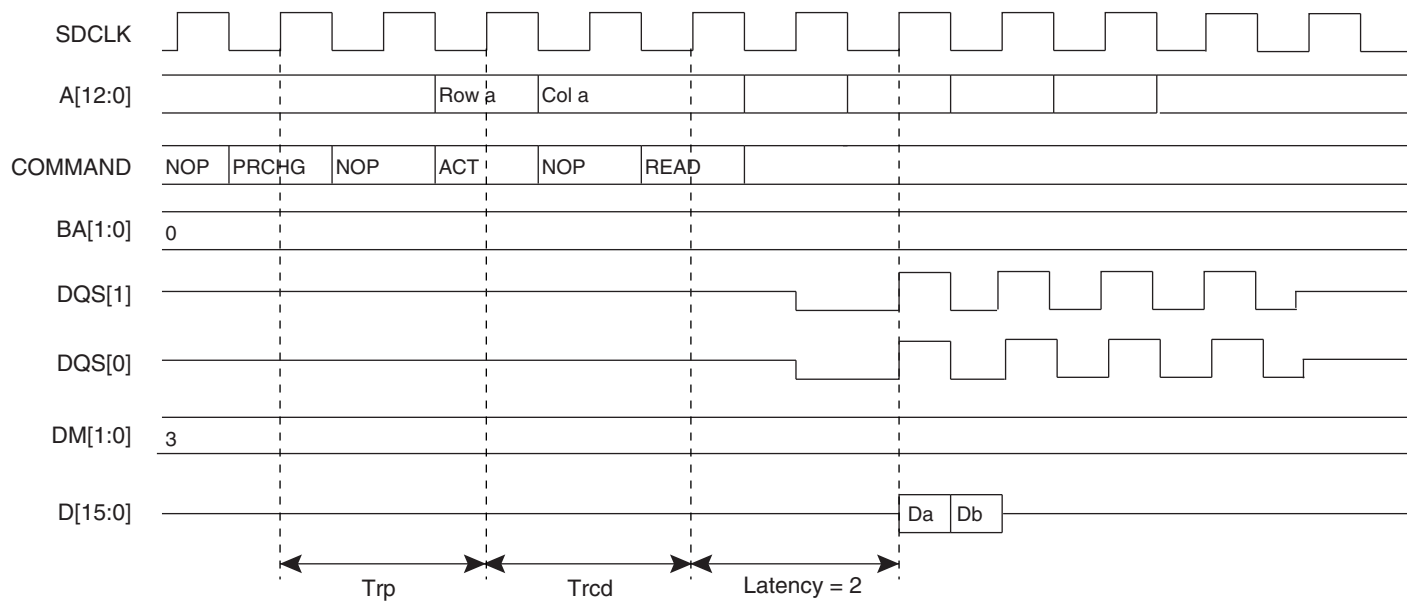 SDCLK
A[12:0] Row a Col a
COMMAND NOP PRCHG NOP ACT NOP READ
BA[1:0] 0
DQS[1]
DQS[0]
DM[1:0] 3
D[15:0] Da Db
Trp Trcd Latency = 2